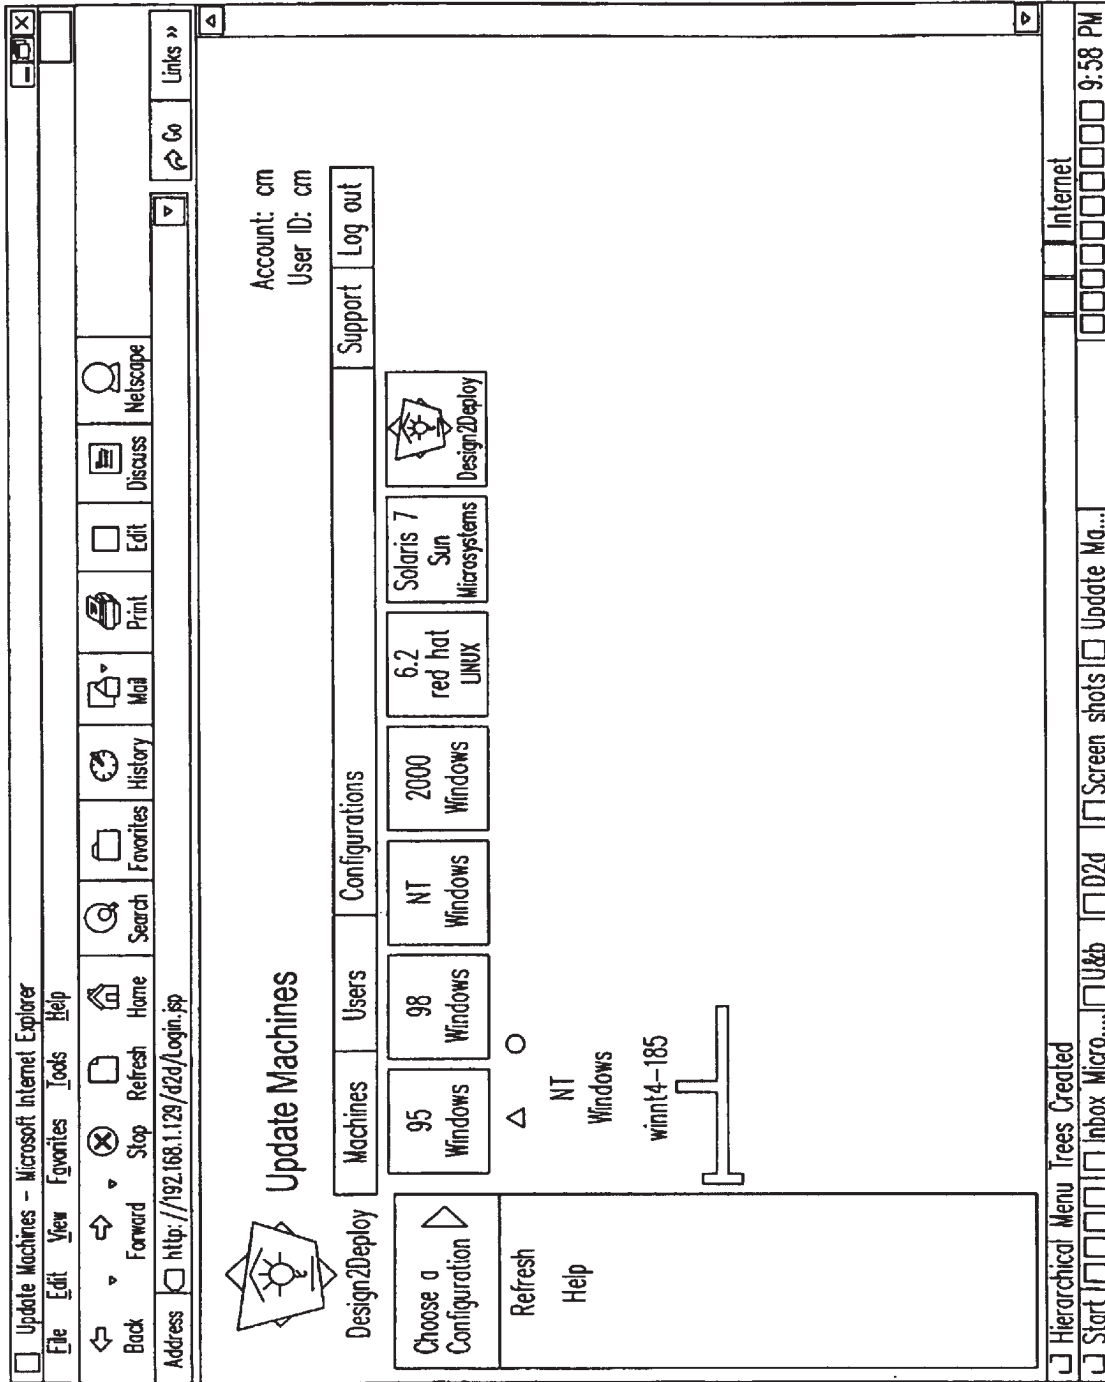 Update Machines – Microsoft Internet Explorer
File Edit View Favorites Tools Help
Back Forward Stop Refresh Home Search Favorites History Mail Print Edit Discuss Netscape
Address http://192.168.1.129/d2d/Login.jsp Go Links »
Account: cm
User ID: cm
Update Machines
Design2Deploy
Machines Users Configurations Support Log out
Choose a
Configuration
Refresh
Help
95
Windows
98
Windows
NT
Windows
2000
Windows
6.2
red hat
LINUX
Solaris 7
Sun
Microsystems
Design2Deploy
NT
Windows
winnt4–185
Hierarchical Menu Trees Created Internet
Start Inbox Micro... U&b D2d Screen shots Update Ma... 9:58 PM